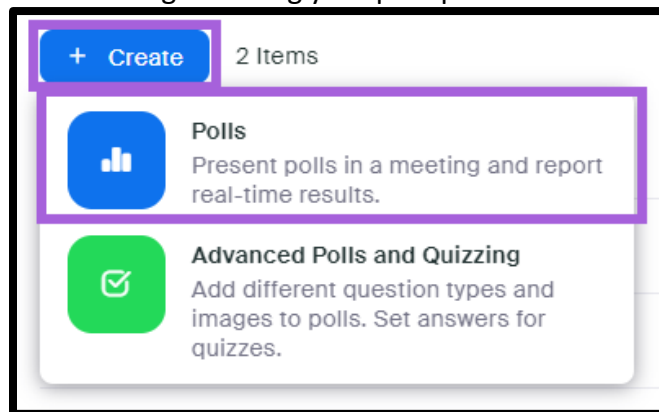 + Create 2 Items
Polls
Present polls in a meeting and report
real-time results.
Advanced Polls and Quizzing
Add different question types and
images to polls. Set answers for
quizzes.